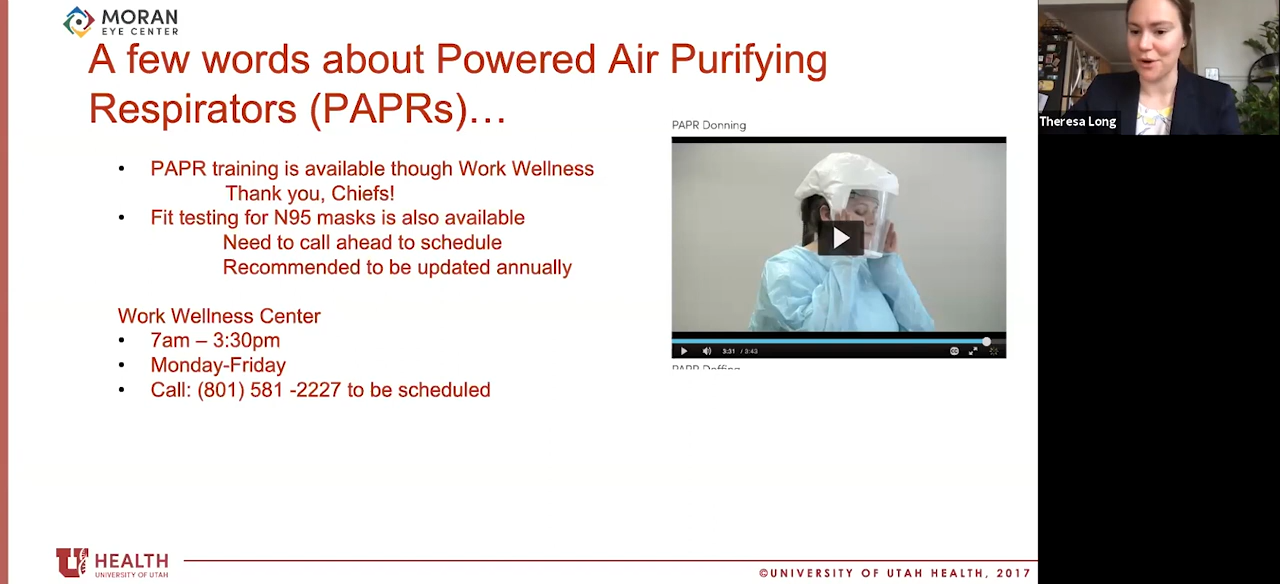 MORAN
EYE CENTER
A few words about Powered Air Purifying
Respirators (PAPRs)…
• PAPR training is available though Work Wellness
Thank you, Chiefs!
• Fit testing for N95 masks is also available
Need to call ahead to schedule
Recommended to be updated annually
Work Wellness Center
• 7am – 3:30pm
• Monday-Friday
• Call: (801) 581 -2227 to be scheduled
PAPR Donning
3:31 / 3:43
CC
PAPR Doffing
Theresa Long
U HEALTH
UNIVERSITY OF UTAH
©UNIVERSITY OF UTAH HEALTH, 2017